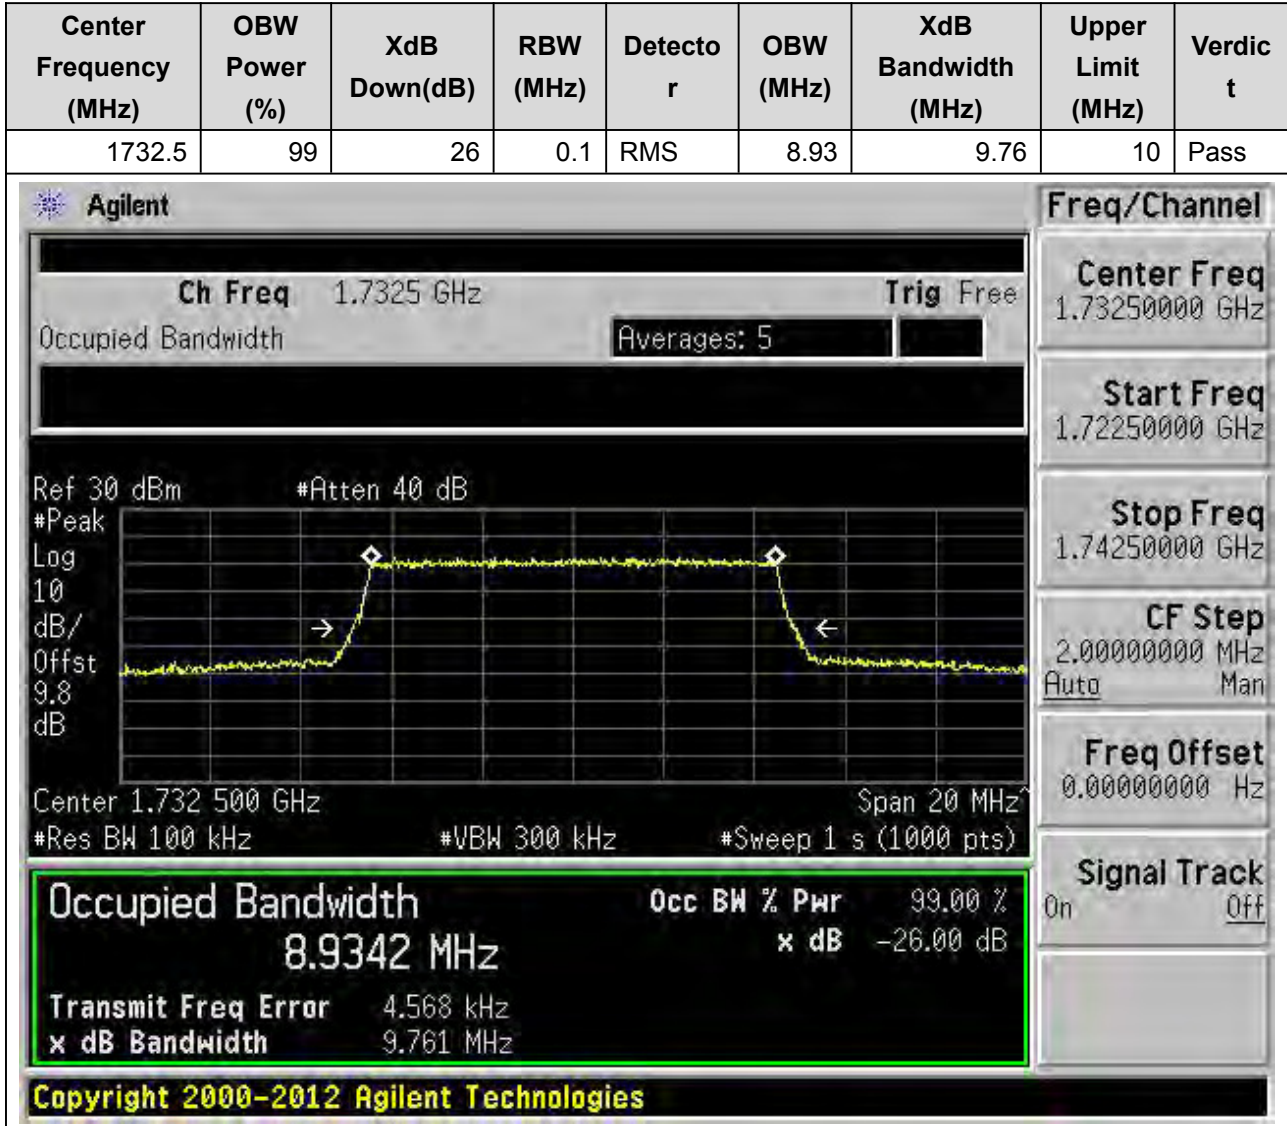 Center Frequency (MHz) OBW Power (%) XdB Down(dB) RBW (MHz) Detecto r OBW (MHz) XdB Bandwidth (MHz) Upper Limit (MHz) Verdic t
1732.5 99 26 0.1 RMS 8.93 9.76 10 Pass
Agilent
Freq/Channel
Ch Freq 1.7325 GHz Trig Free
Occupied Bandwidth Averages: 5
Center Freq
1.73250000 GHz
Start Freq
1.72250000 GHz
Stop Freq
1.74250000 GHz
CF Step
2.00000000 MHz
Auto Man
Freq Offset
0.00000000 Hz
Signal Track
On Off
Ref 30 dBm #Atten 40 dB
#Peak
Log
10
dB/
Offst
9.8
dB
Center 1.732 500 GHz Span 20 MHz^
#Res BW 100 kHz #VBW 300 kHz #Sweep 1 s (1000 pts)
Occupied Bandwidth
8.9342 MHz
Occ BW % Pwr 99.00 %
x dB -26.00 dB
Transmit Freq Error 4.568 kHz
x dB Bandwidth 9.761 MHz
Copyright 2000-2012 Agilent Technologies